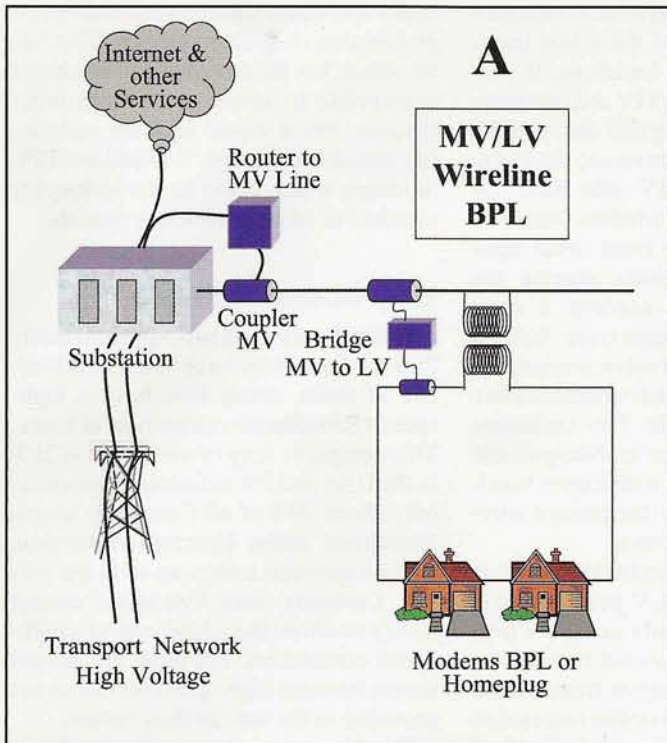 Internet &
other
Services
A
MV/LV
Wireline
BPL
Router to
MV Line
Substation
Coupler
MV
Bridge
MV to LV
Transport Network
High Voltage
Modems BPL or
Homeplug